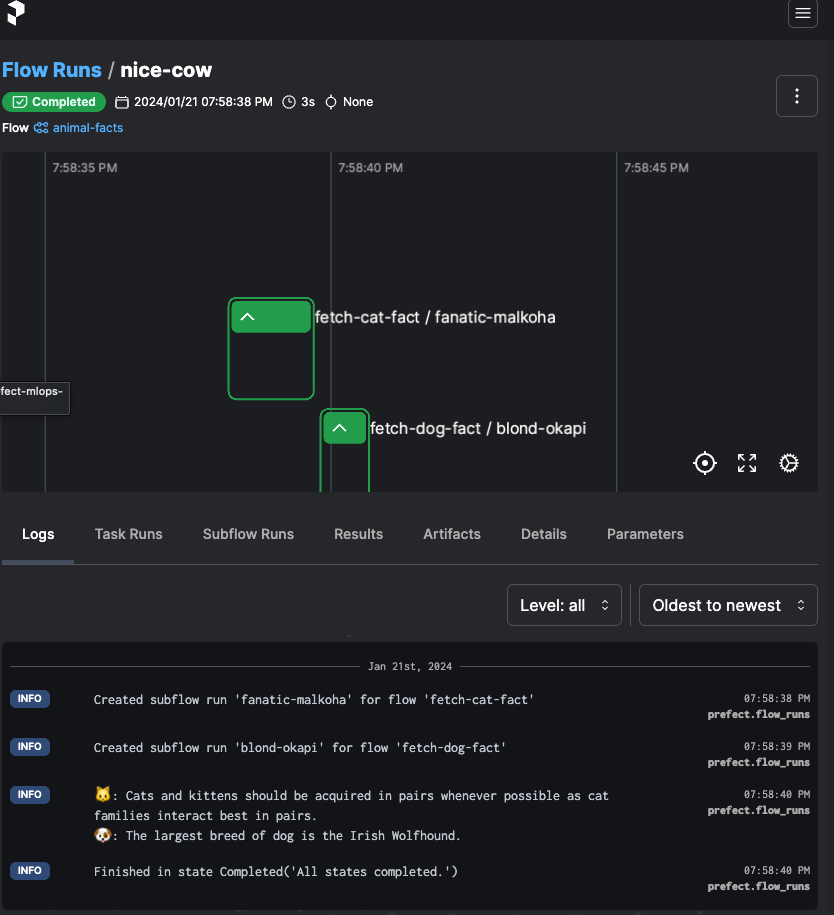 Flow Runs / nice-cow
Completed 2024/01/21 07:58:38 PM 3s None
Flow animal-facts
7:58:35 PM 7:58:40 PM 7:58:45 PM
fetch-cat-fact / fanatic-malkoha
fect-mlops-
fetch-dog-fact / blond-okapi
Logs Task Runs Subflow Runs Results Artifacts Details Parameters
Level: all Oldest to newest
Jan 21st, 2024
INFO Created subflow run 'fanatic-malkoha' for flow 'fetch-cat-fact' 07:58:38 PM
prefect.flow_runs
INFO Created subflow run 'blond-okapi' for flow 'fetch-dog-fact' 07:58:39 PM
prefect.flow_runs
INFO 🐱: Cats and kittens should be acquired in pairs whenever possible as cat 07:58:40 PM
families interact best in pairs. prefect.flow_runs
🐶: The largest breed of dog is the Irish Wolfhound.
INFO Finished in state Completed('All states completed.') 07:58:40 PM
prefect.flow_runs